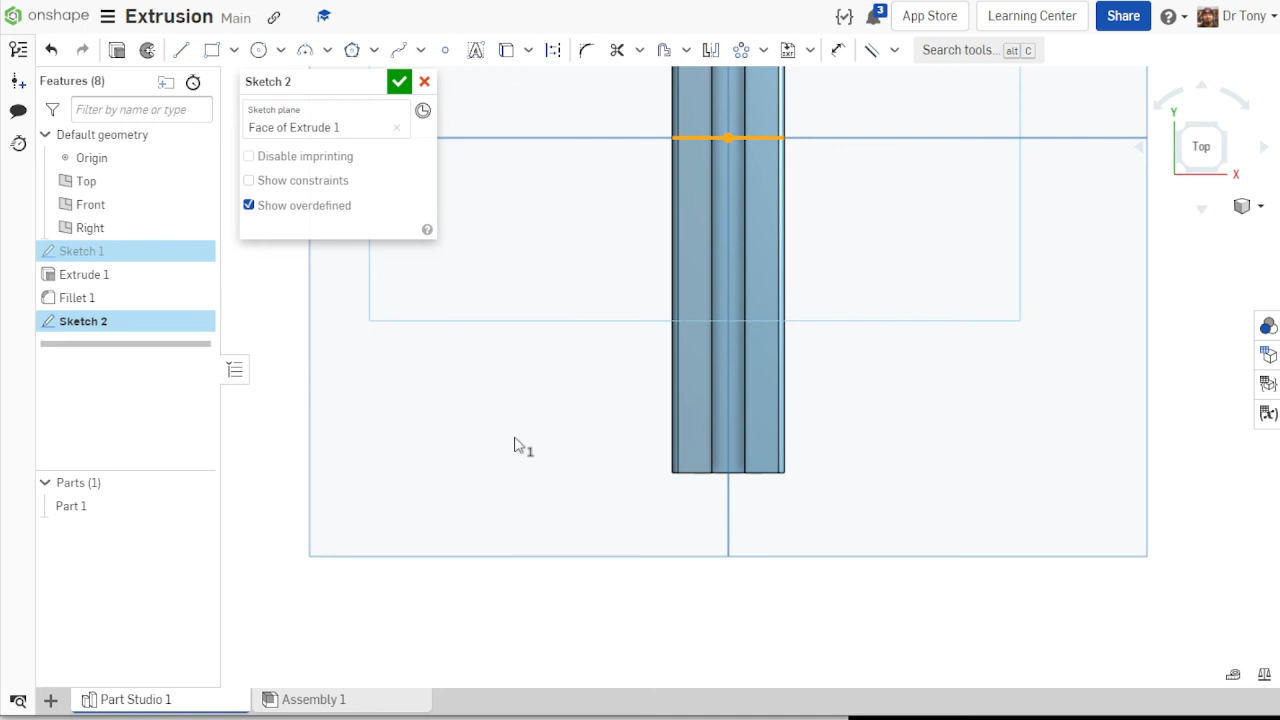 onshape
Extrusion
Main
3
App Store
Learning Center
Share
?
Dr Tony
Search tools...
alt
C
Features (8)
Filter by name or type
Default geometry
Origin
Top
Front
Right
Sketch 1
Extrude 1
Fillet 1
Sketch 2
Parts (1)
Part 1
Sketch 2
Sketch plane
Face of Extrude 1
Disable imprinting
Show constraints
Show overdefined
?
1
Y
Top
X
Part Studio 1
Assembly 1